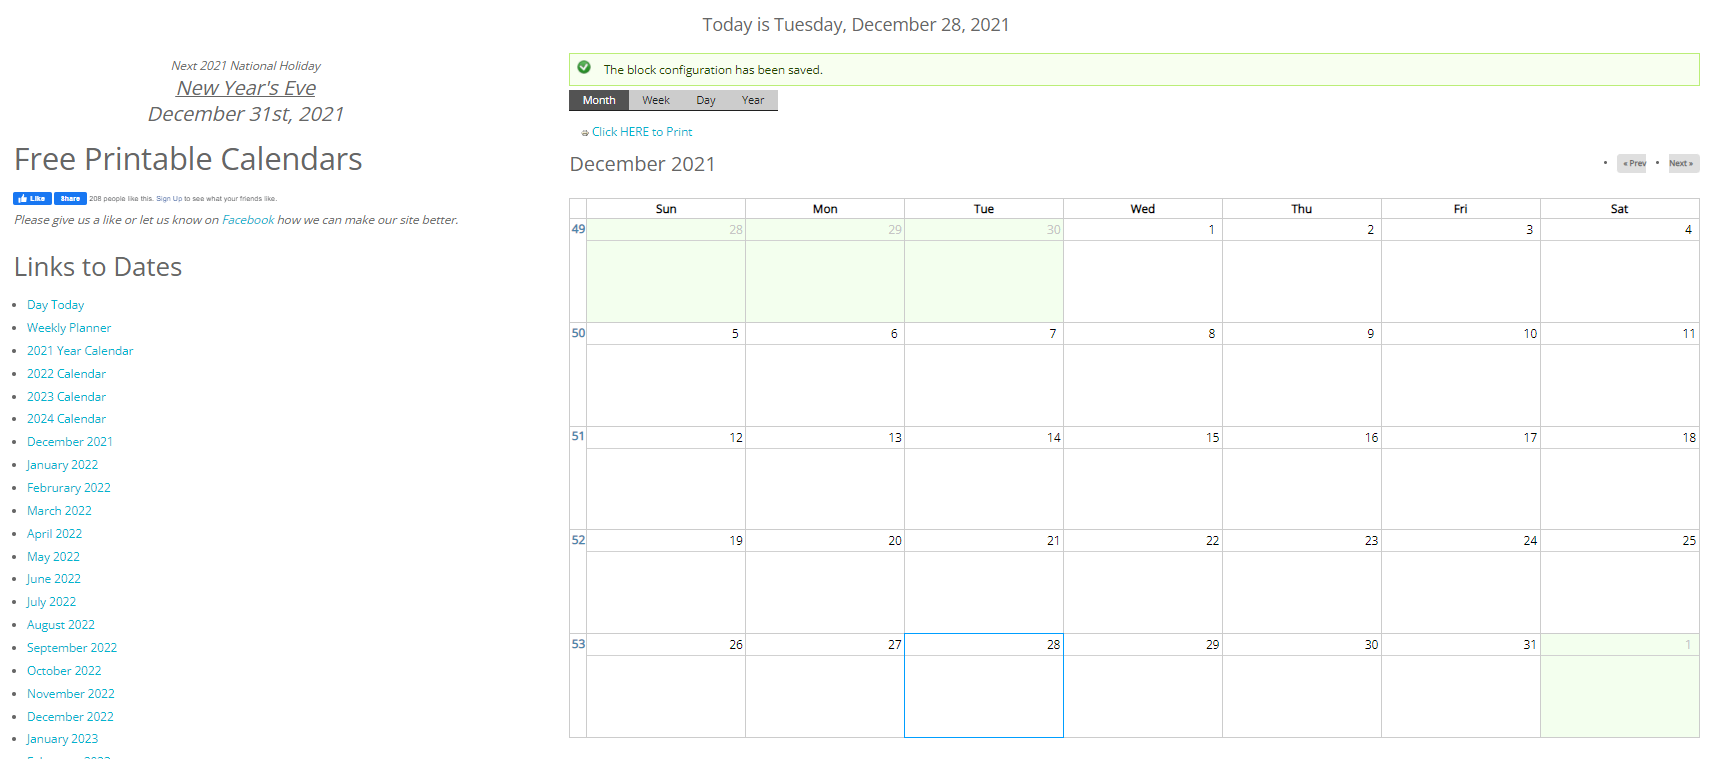 Today is Tuesday, December 28, 2021
Next 2021 National Holiday
New Year's Eve
December 31st, 2021
Free Printable Calendars
Like Share 208 people like this. Sign Up to see what your friends like.
Please give us a like or let us know on Facebook how we can make our site better.
Links to Dates
Day Today
Weekly Planner
2021 Year Calendar
2022 Calendar
2023 Calendar
2024 Calendar
December 2021
January 2022
Februrary 2022
March 2022
April 2022
May 2022
June 2022
July 2022
August 2022
September 2022
October 2022
November 2022
December 2022
January 2023
The block configuration has been saved.
Month Week Day Year
Click HERE to Print
December 2021
« Prev Next »
Sun Mon Tue Wed Thu Fri Sat
49 28 29 30 1 2 3 4
50 5 6 7 8 9 10 11
51 12 13 14 15 16 17 18
52 19 20 21 22 23 24 25
53 26 27 28 29 30 31 1